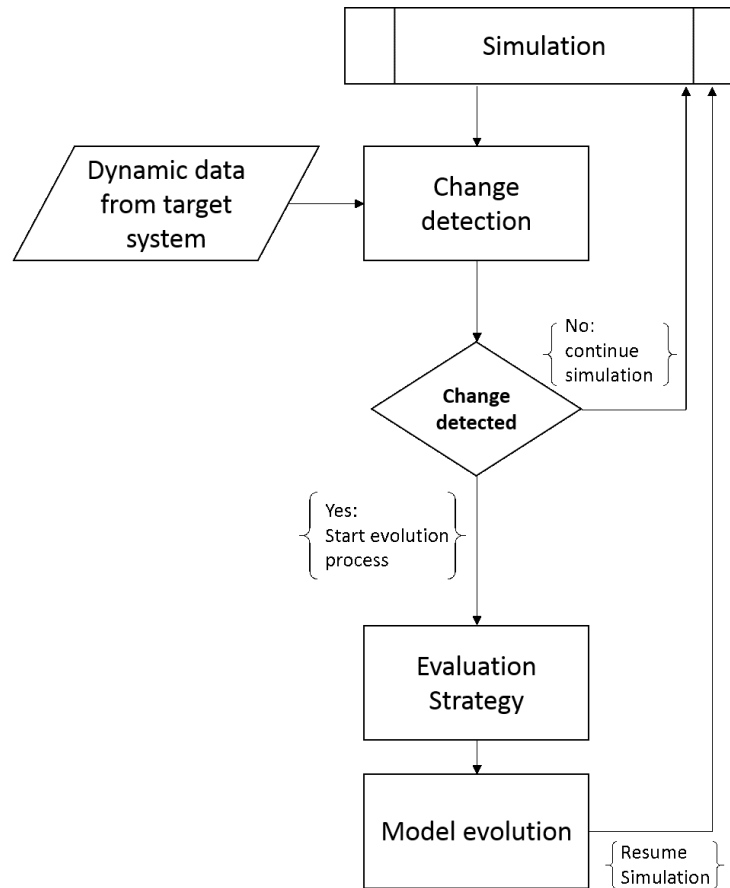 Simulation
Dynamic data
from target
system
Change
detection
No:
continue
simulation
Change
detected
Yes:
Start evolution
process
Evaluation
Strategy
Model evolution
Resume
Simulation